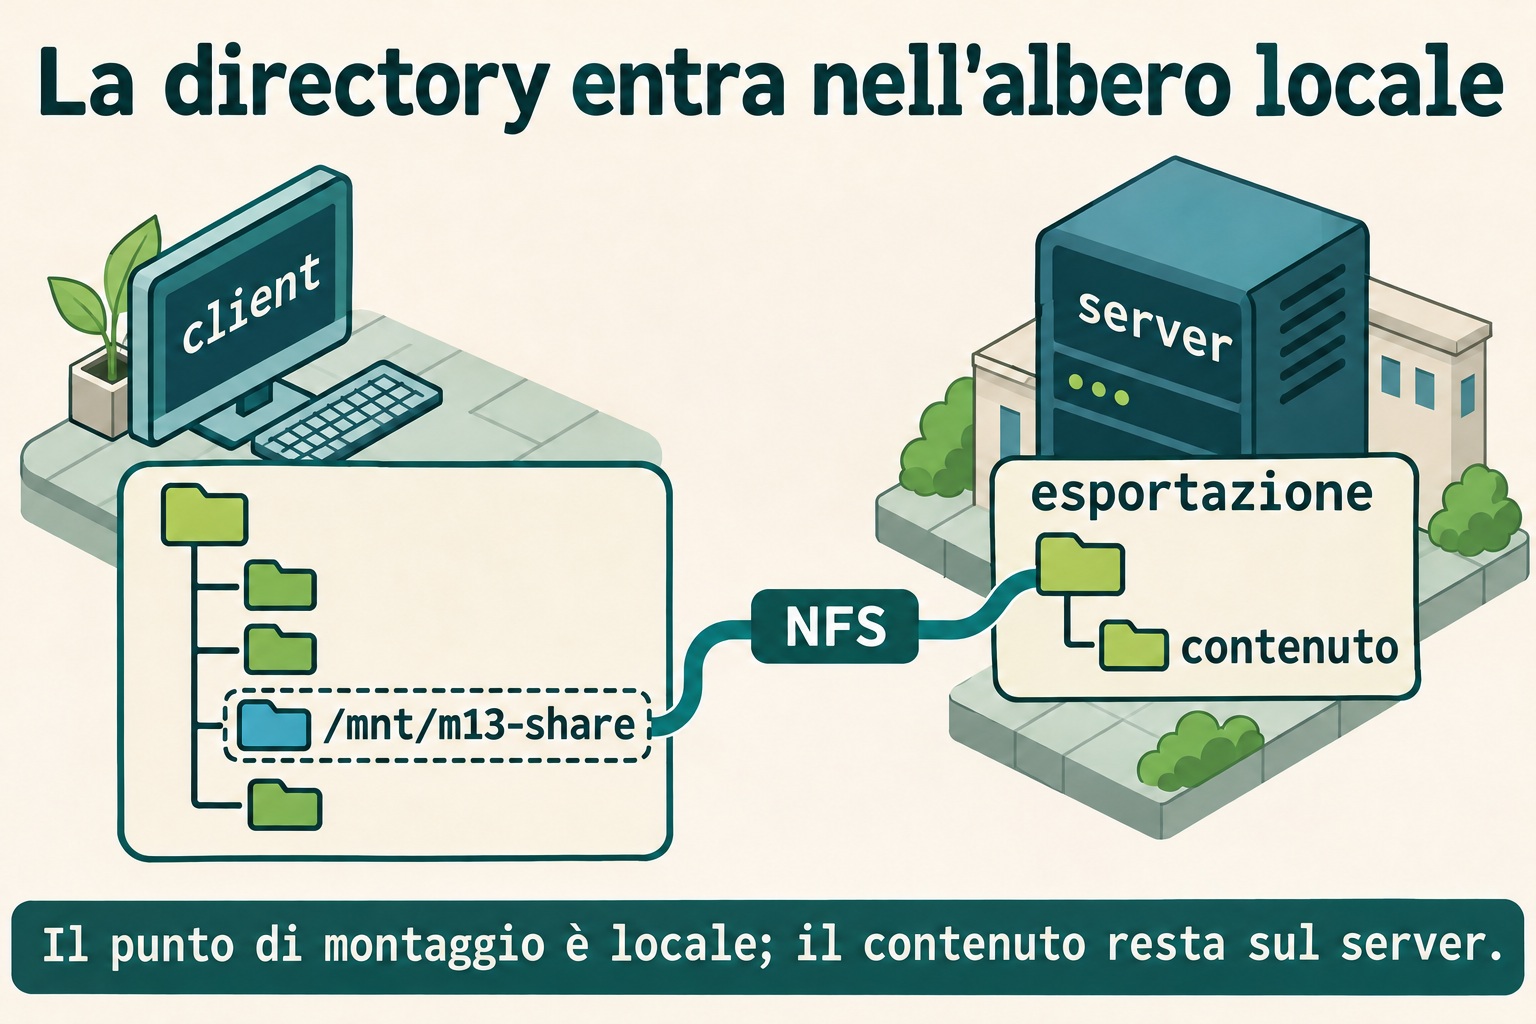 La directory entra nell'albero locale
client
server
esportazione
NFS
contenuto
/mnt/m13-share
Il punto di montaggio è locale; il contenuto resta sul server.